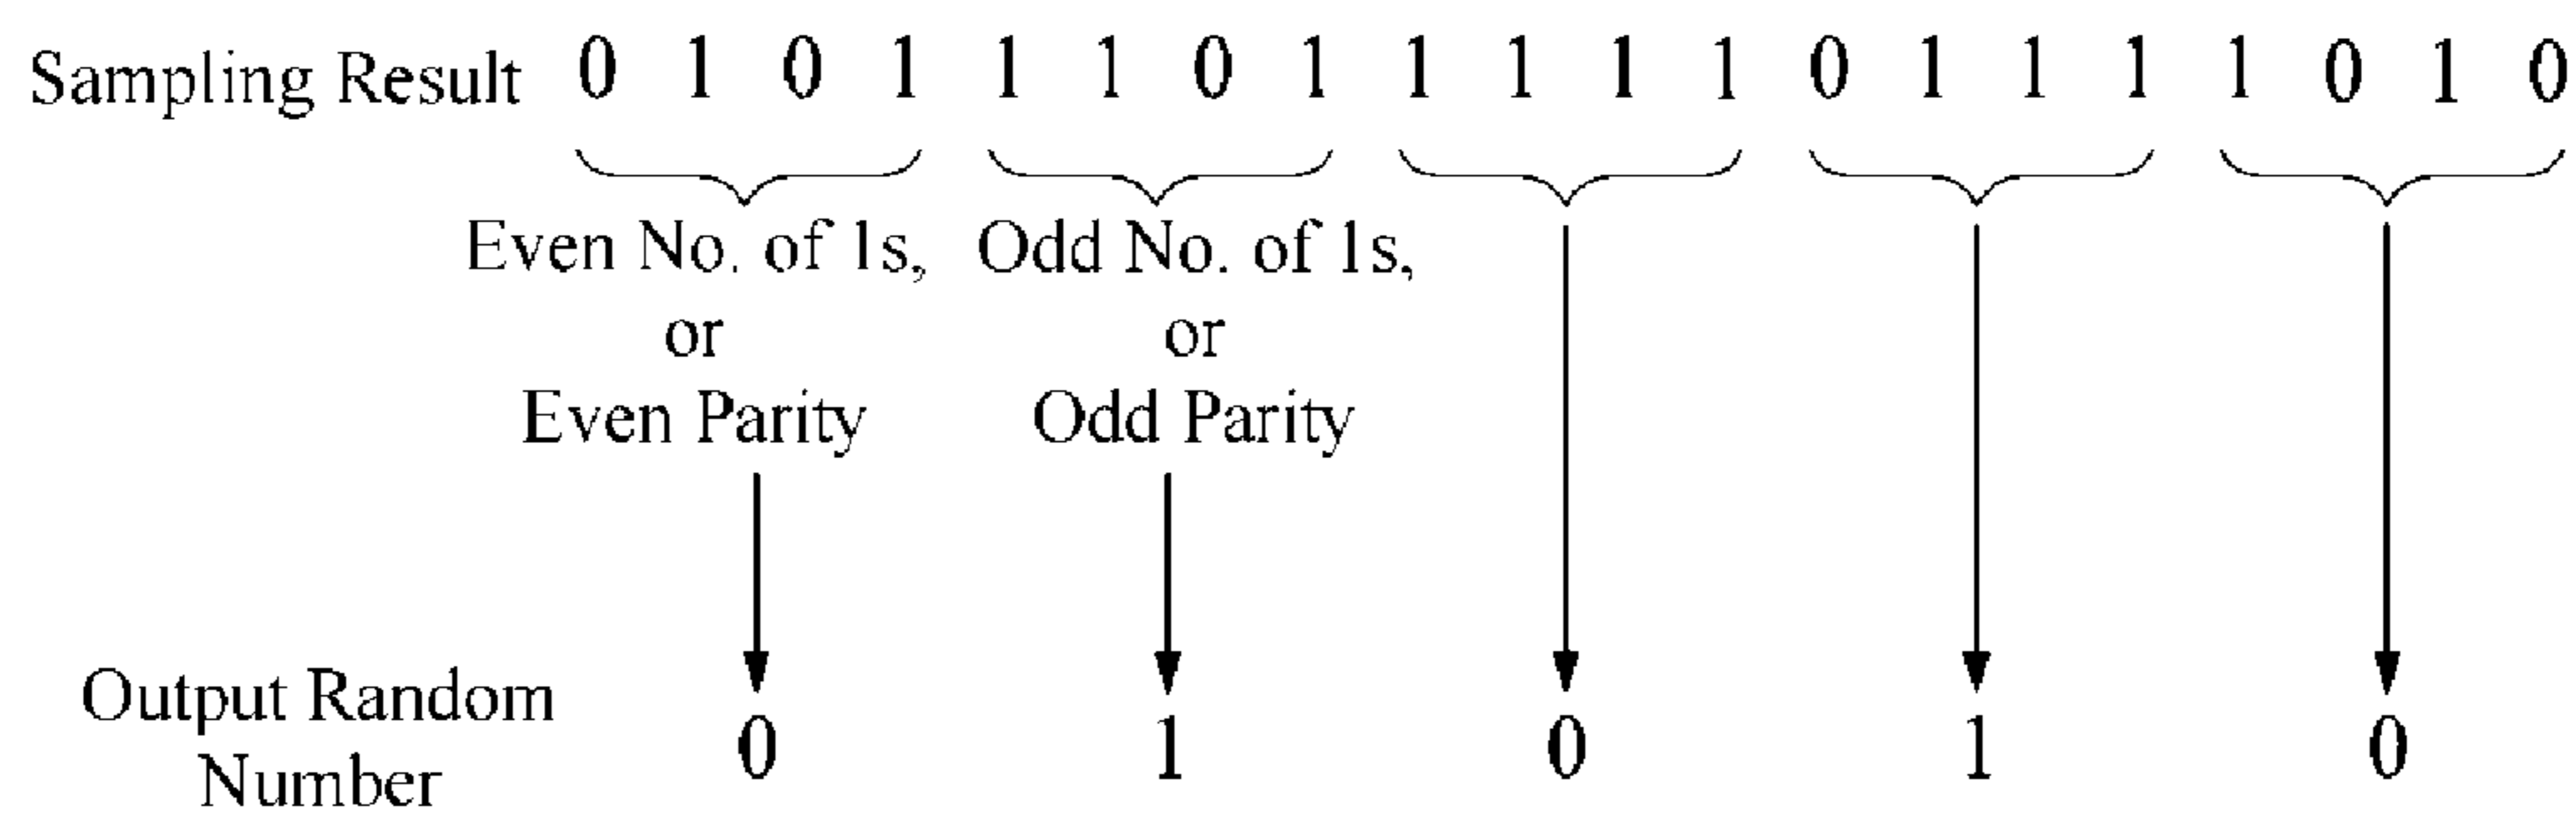 Sampling Result 0 1 0 1 1 1 0 1 1 1 1 1 0 1 1 1 1 0 1 0
Even No. of 1s,
or
Even Parity
Odd No. of 1s,
or
Odd Parity
Output Random
Number
0 1 0 1 0